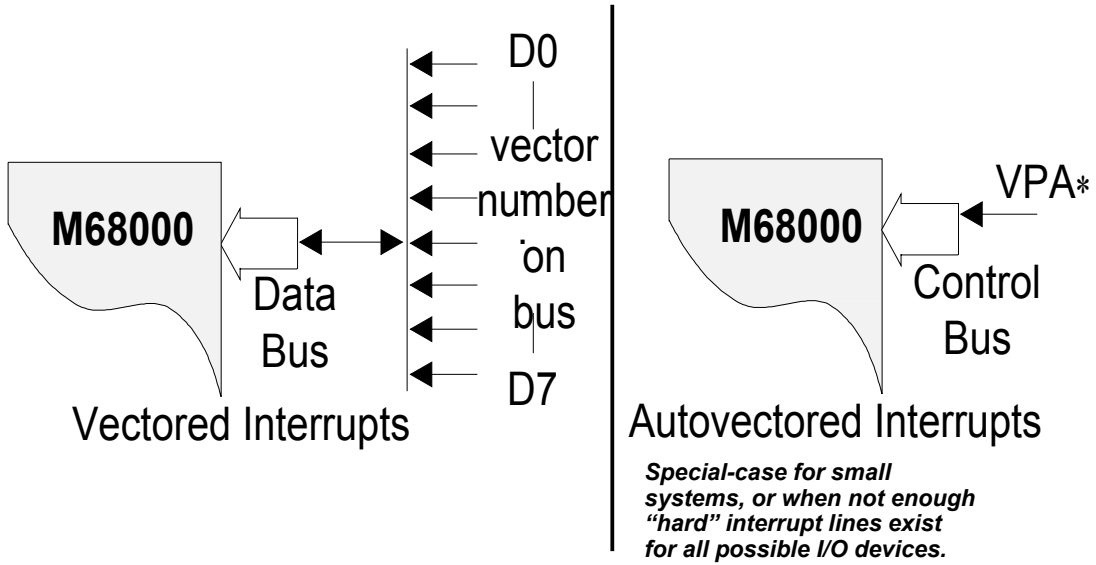 D0
vector
number
on
bus
D7
M68000
Data
Bus
Vectored Interrupts
M68000
VPA*
Control
Bus
Autovectored Interrupts
Special-case for small
systems, or when not enough
“hard” interrupt lines exist
for all possible I/O devices.